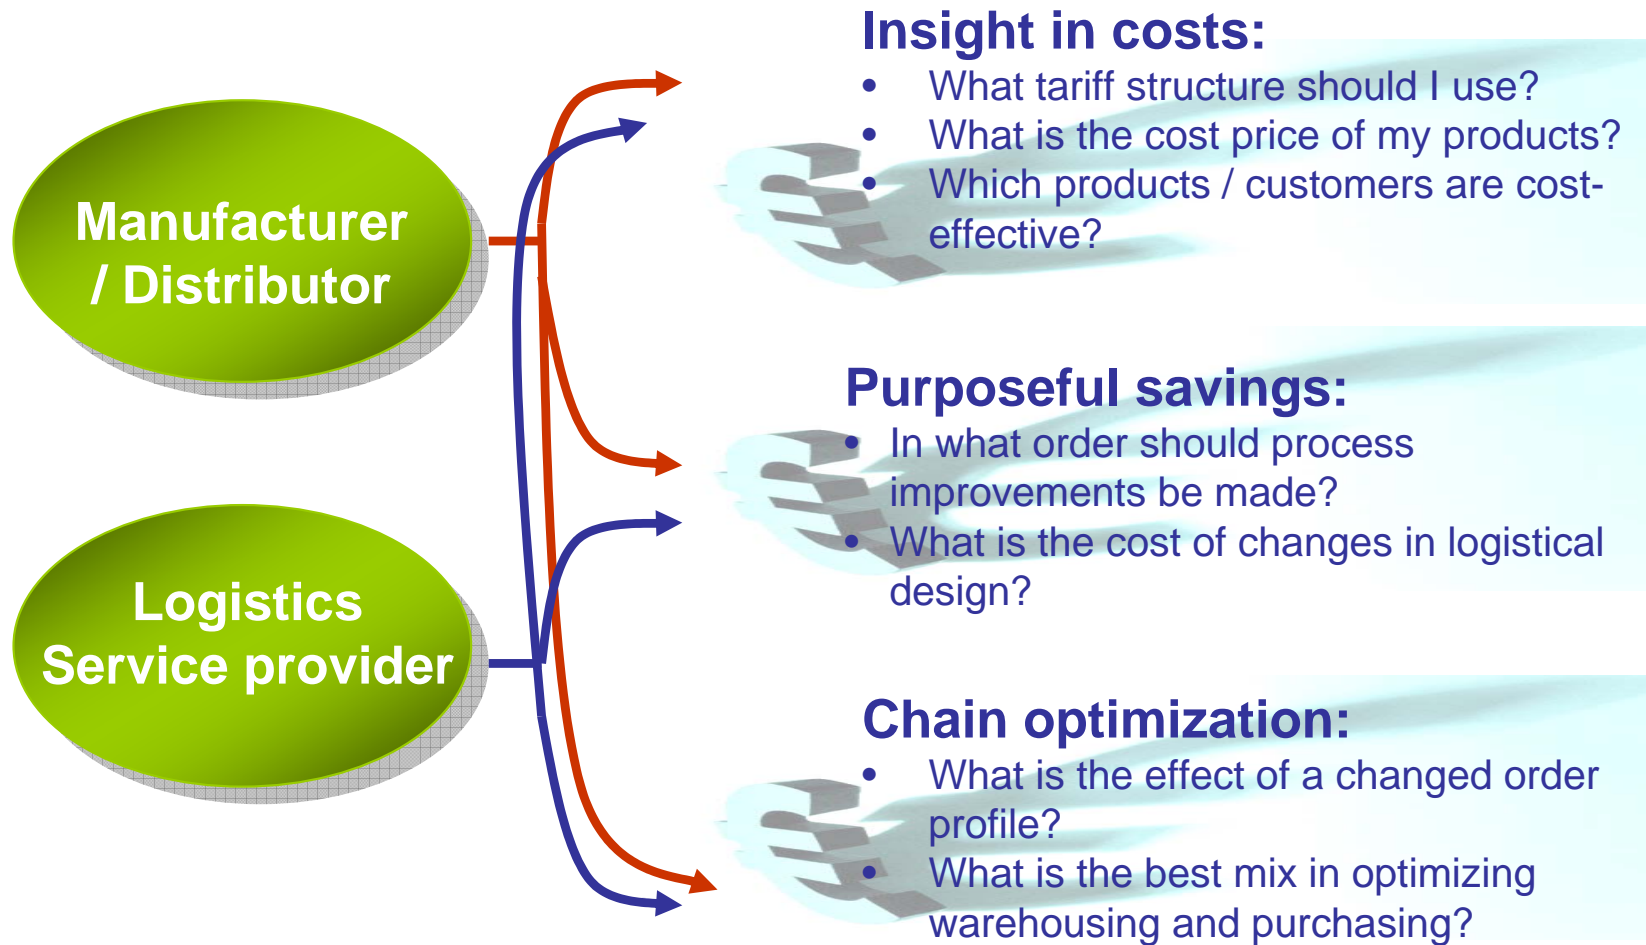 Manufacturer
/ Distributor
Logistics
Service provider
Insight in costs:
• What tariff structure should I use?
• What is the cost price of my products?
• Which products / customers are cost-
effective?
Purposeful savings:
• In what order should process
improvements be made?
• What is the cost of changes in logistical
design?
Chain optimization:
• What is the effect of a changed order
profile?
• What is the best mix in optimizing
warehousing and purchasing?